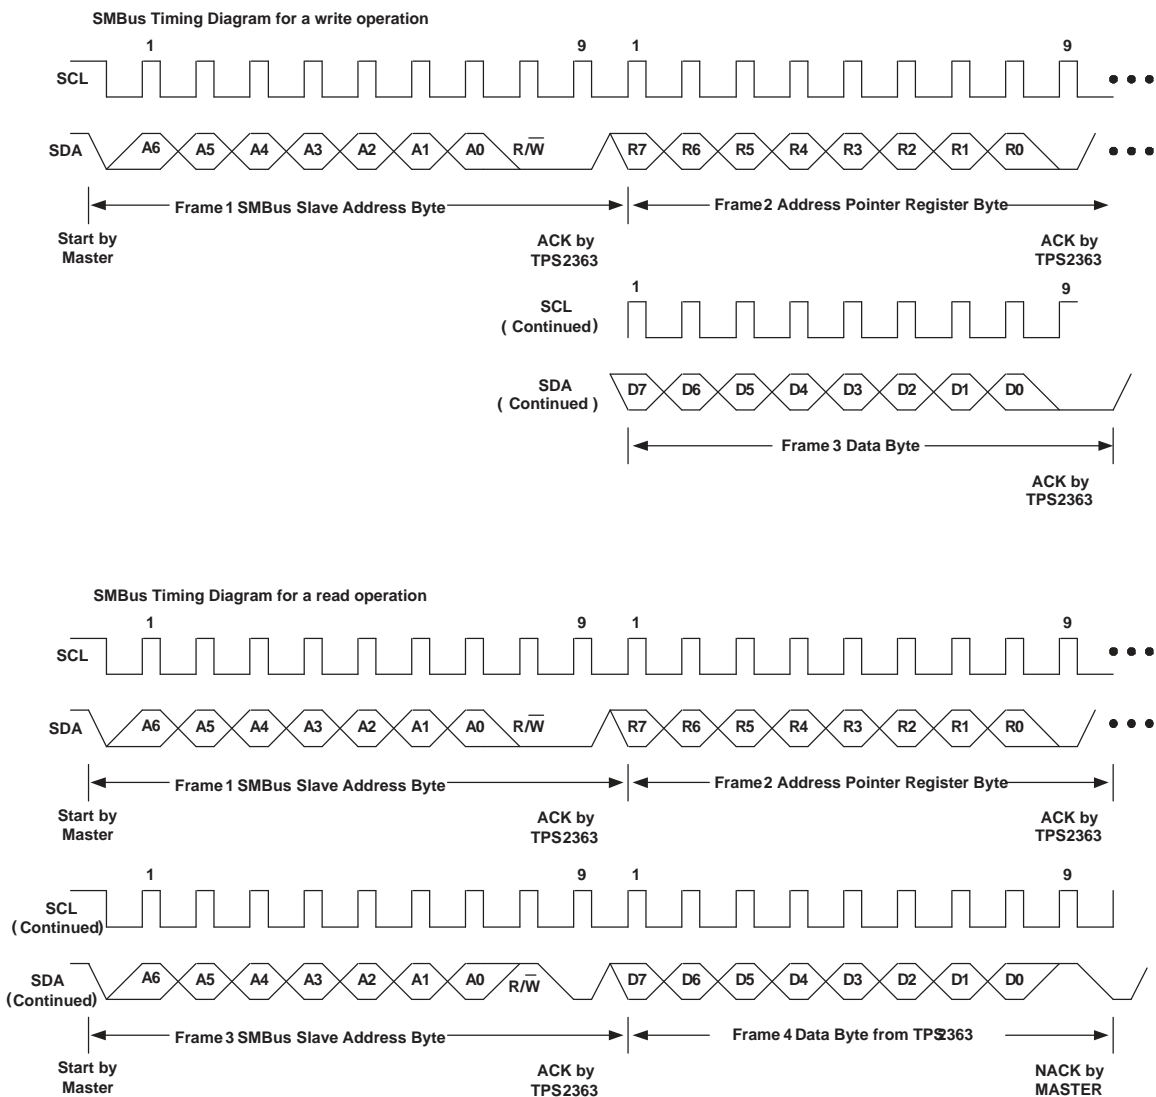 SMBus Timing Diagram for a write operation
1 9 1 9
SCL
SDA A6 A5 A4 A3 A2 A1 A0 R/W̅ R7 R6 R5 R4 R3 R2 R1 R0
Frame 1 SMBus Slave Address Byte Frame 2 Address Pointer Register Byte
Start by
Master
ACK by
TPS2363
ACK by
TPS2363
1 9
SCL
( Continued)
SDA
( Continued )
D7 D6 D5 D4 D3 D2 D1 D0
Frame 3 Data Byte
ACK by
TPS2363
SMBus Timing Diagram for a read operation
1 9 1 9
SCL
SDA A6 A5 A4 A3 A2 A1 A0 R/W̅ R7 R6 R5 R4 R3 R2 R1 R0
Frame 1 SMBus Slave Address Byte Frame 2 Address Pointer Register Byte
Start by
Master
ACK by
TPS2363
ACK by
TPS2363
1 9 1 9
SCL
(Continued)
SDA
(Continued)
A6 A5 A4 A3 A2 A1 A0 R/W̅ D7 D6 D5 D4 D3 D2 D1 D0
Frame 3 SMBus Slave Address Byte Frame 4 Data Byte from TPS2363
Start by
Master
ACK by
TPS2363
NACK by
MASTER